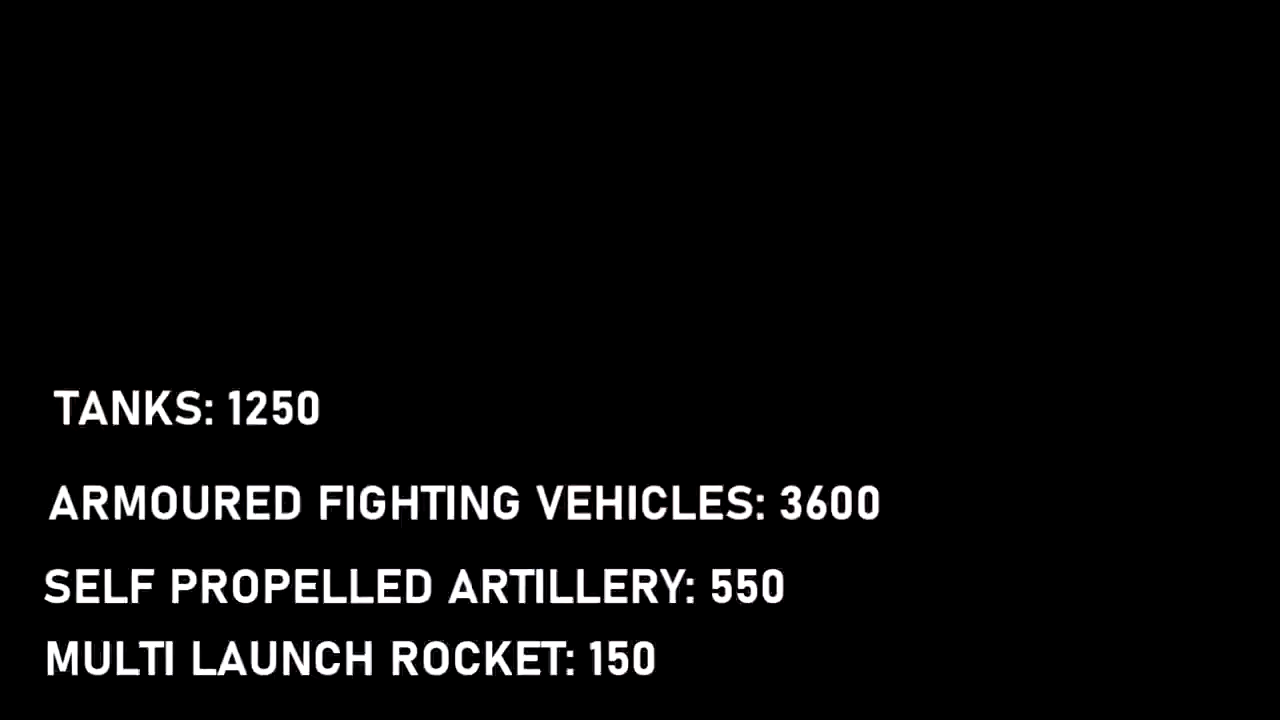 TANKS: 1250
ARMOURED FIGHTING VEHICLES: 3600
SELF PROPELLED ARTILLERY: 550
MULTI LAUNCH ROCKET: 150